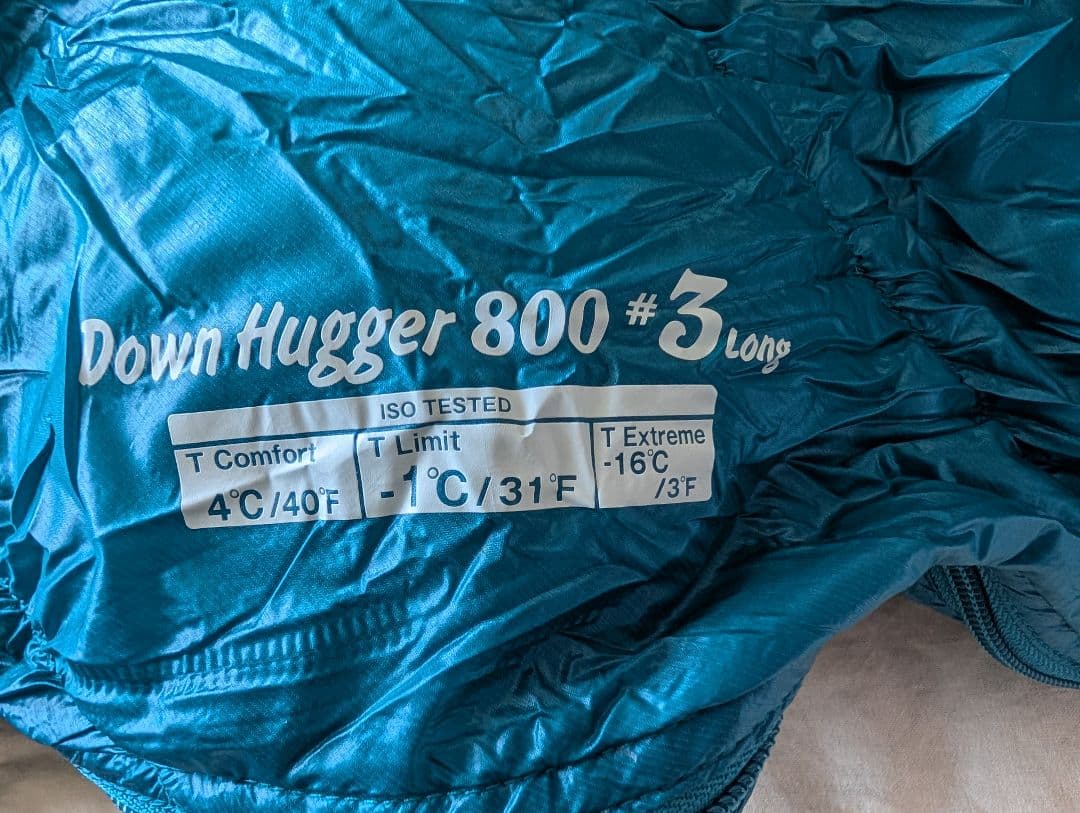 Down Hugger 800 #3 Long
ISO TESTED
T Comfort
4°C/40°F
T Limit
-1°C/31°F
T Extreme
-16°C
/3°F